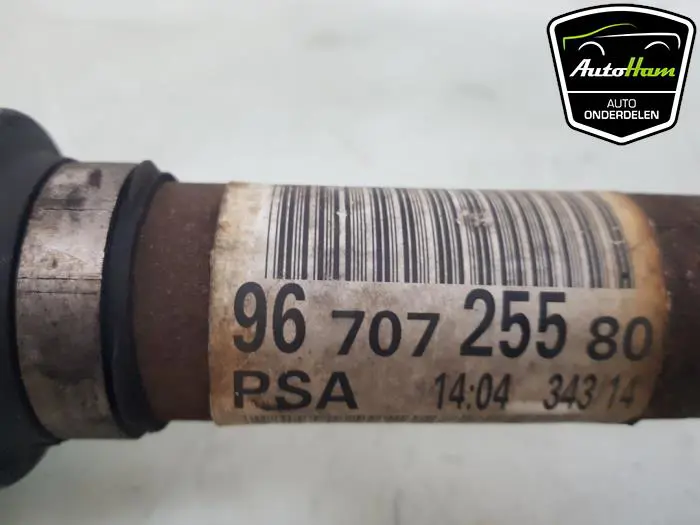 AutoHam
AUTO
ONDERDELEN
96 707 255 80
PSA 14:04 343 14